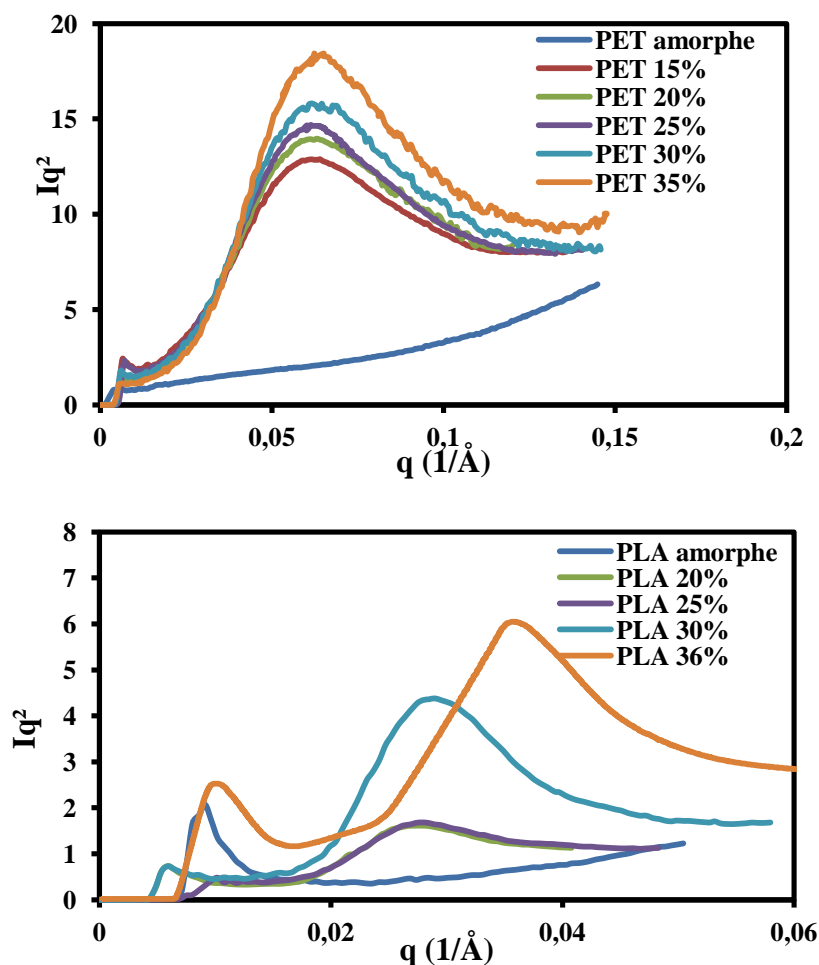 20
15
10
5
0
Iq²
PET amorphe
PET 15%
PET 20%
PET 25%
PET 30%
PET 35%
0 0,05 0,1 0,15 0,2
q (1/Å)
8
7
6
5
4
3
2
1
0
Iq²
PLA amorphe
PLA 20%
PLA 25%
PLA 30%
PLA 36%
0 0,02 0,04 0,06
q (1/Å)